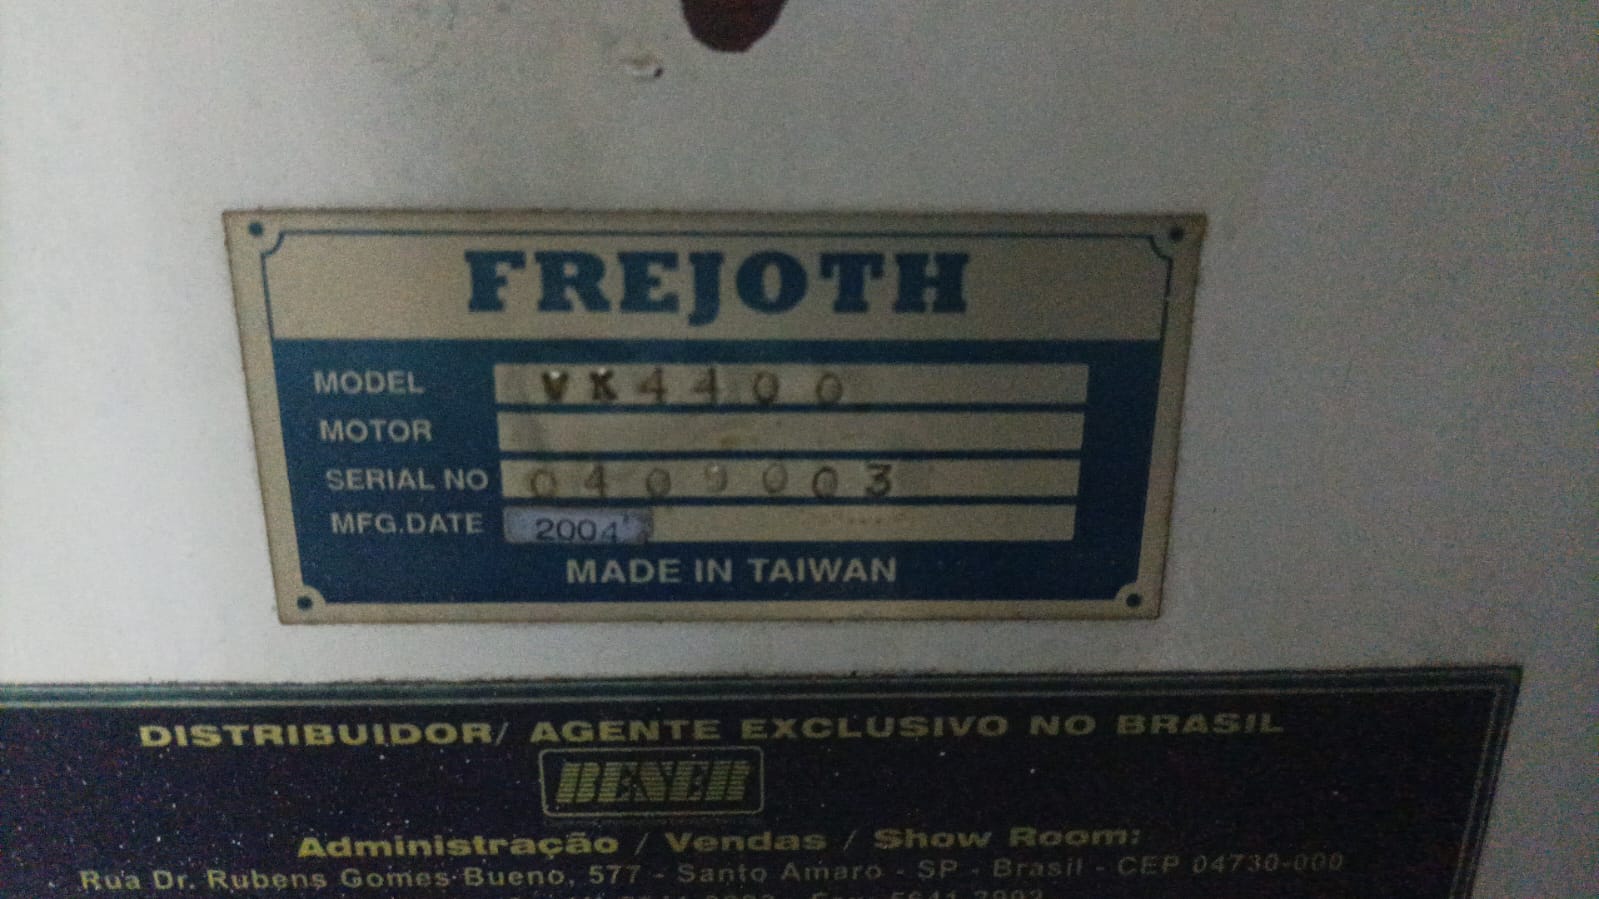 FREJOTH
MODEL VK4400
MOTOR
SERIAL NO 0409003
MFG.DATE 2004
MADE IN TAIWAN
DISTRIBUIDOR/ AGENTE EXCLUSIVO NO BRASIL
BENER
Administração / Vendas / Show Room:
Rua Dr. Rubens Gomes Bueno, 577 - Santo Amaro - SP - Brasil - CEP 04730-000